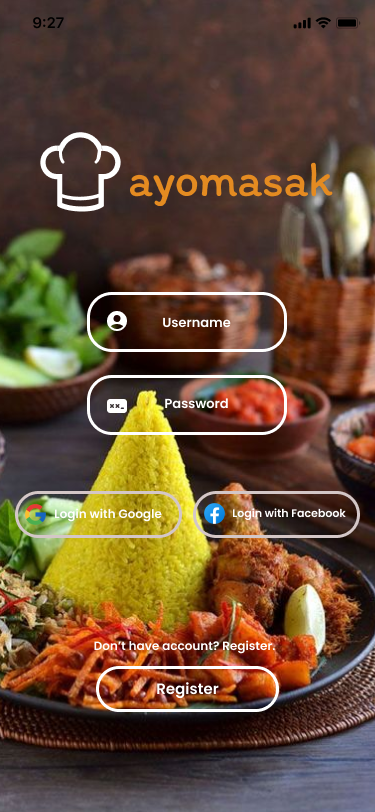 9:27
ayomasak
Username
Password
Login with Google
Login with Facebook
Don't have account? Register.
Register